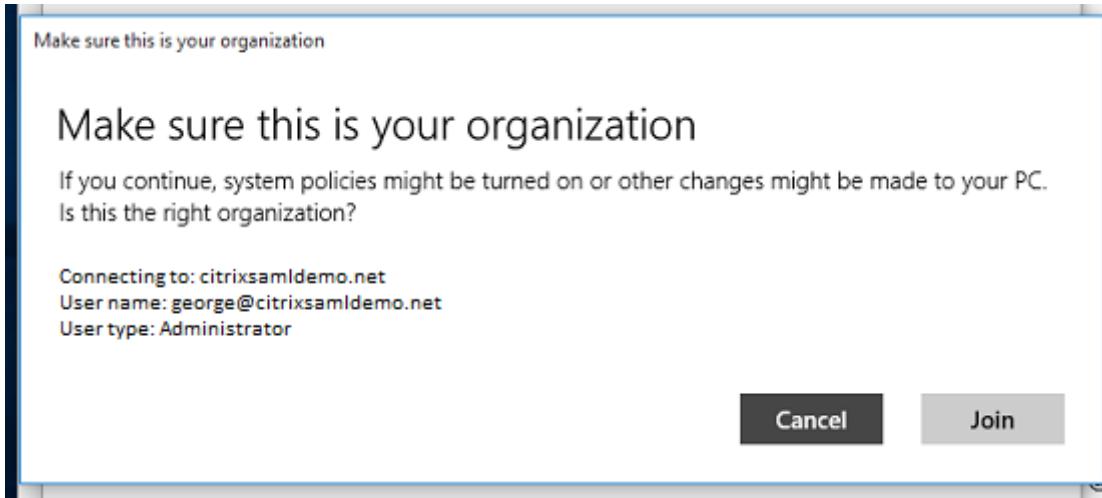 Make sure this is your organization
Make sure this is your organization
If you continue, system policies might be turned on or other changes might be made to your PC.
Is this the right organization?
Connecting to: citrixsamldemo.net
User name: george@citrixsamldemo.net
User type: Administrator
Cancel Join